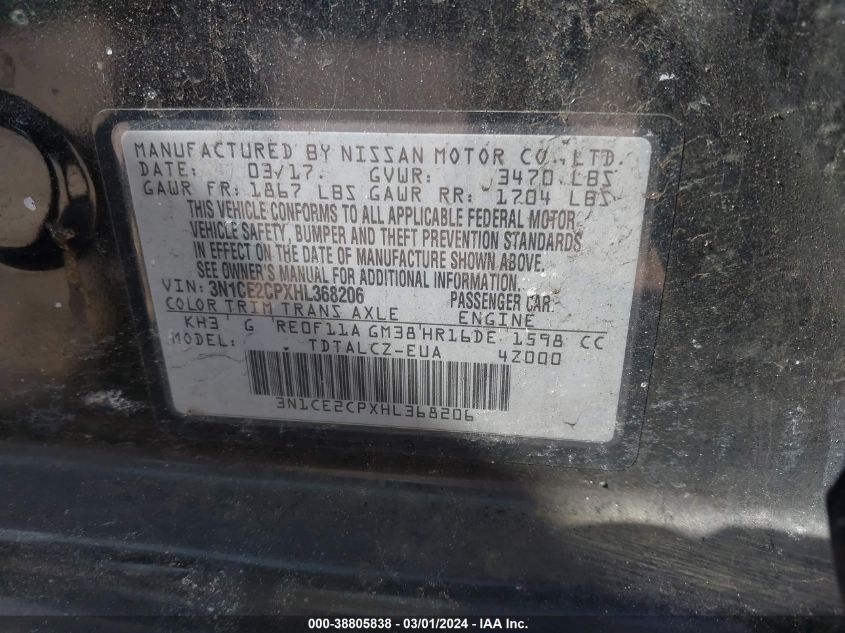 MANUFACTURED BY NISSAN MOTOR CO., LTD.
DATE: 03/17 GVWR: 3470 LBS
GAWR FR: 1867 LBS GAWR RR: 1704 LBS
THIS VEHICLE CONFORMS TO ALL APPLICABLE FEDERAL MOTOR
VEHICLE SAFETY, BUMPER AND THEFT PREVENTION STANDARDS
IN EFFECT ON THE DATE OF MANUFACTURE SHOWN ABOVE.
SEE OWNER'S MANUAL FOR ADDITIONAL INFORMATION.
VIN: 3N1CE2CPXHL368206 PASSENGER CAR
COLOR TRIM TRANS AXLE ENGINE
KH3 G RE0F11A GM38 HR16DE 1598 CC
MODEL: TDTALCZ-EUA 4Z000
3N1CE2CPXHL368206
000-38805838 - 03/01/2024 - IAA Inc.